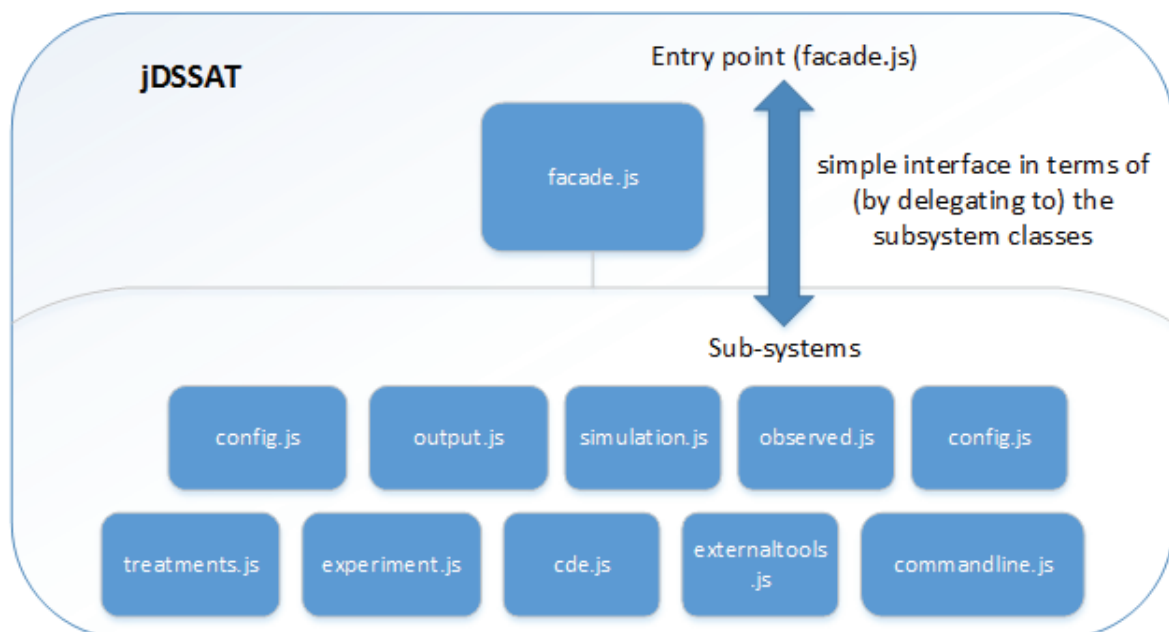 jDSSAT
Entry point (facade.js)
facade.js
simple interface in terms of
(by delegating to) the
subsystem classes
Sub-systems
config.js
output.js
simulation.js
observed.js
config.js
treatments.js
experiment.js
cde.js
externaltools
.js
commandline.js